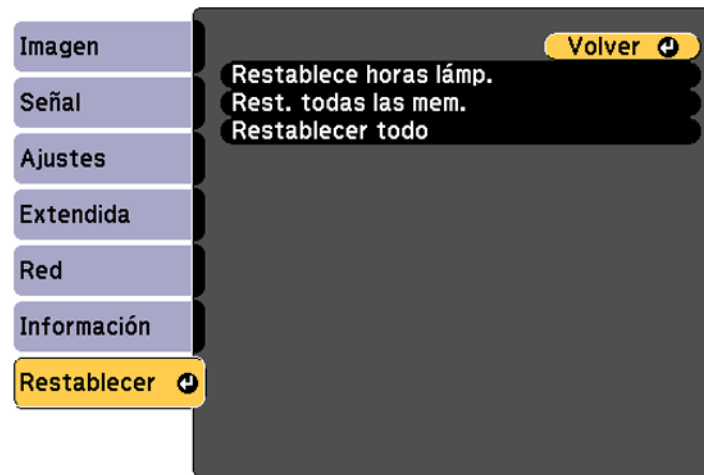 Imagen
Señal
Ajustes
Extendida
Red
Información
Restablecer
Volver
Restablece horas lámp.
Rest. todas las mem.
Restablecer todo